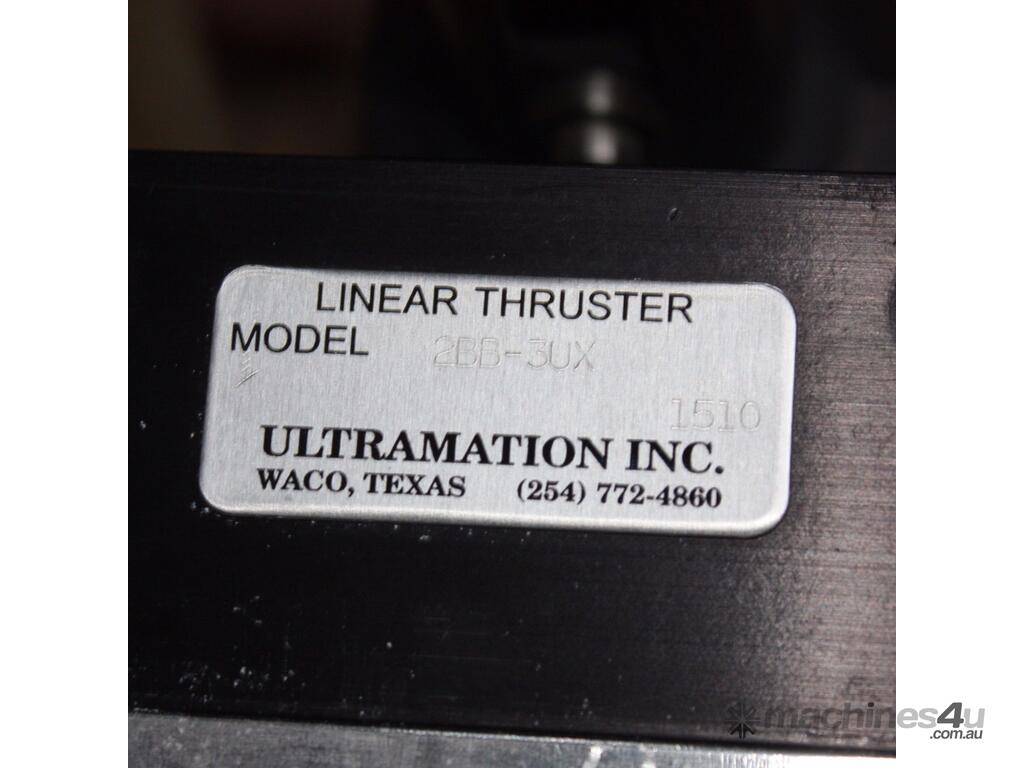 LINEAR THRUSTER
MODEL 2BB-3UX
1510
ULTRAMATION INC.
WACO, TEXAS (254) 772-4860
machines4u
.com.au